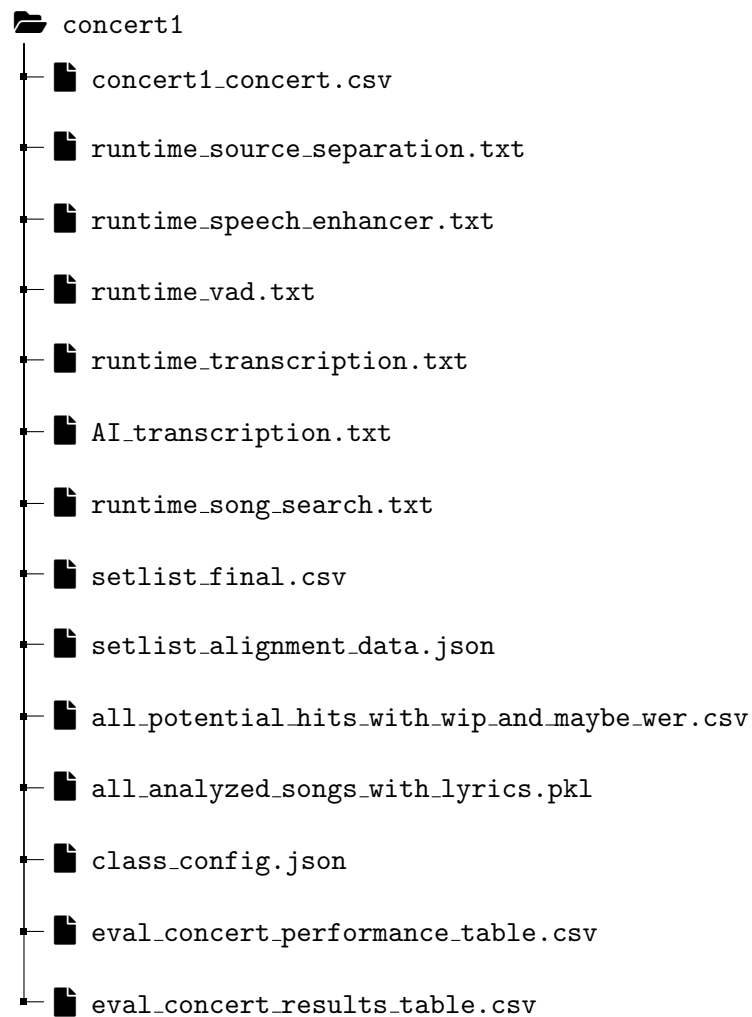 concert1
concert1_concert.csv
runtime_source_separation.txt
runtime_speech_enhancer.txt
runtime_vad.txt
runtime_transcription.txt
AI_transcription.txt
runtime_song_search.txt
setlist_final.csv
setlist_alignment_data.json
all_potential_hits_with_wip_and_maybe_wer.csv
all_analyzed_songs_with_lyrics.pkl
class_config.json
eval_concert_performance_table.csv
eval_concert_results_table.csv